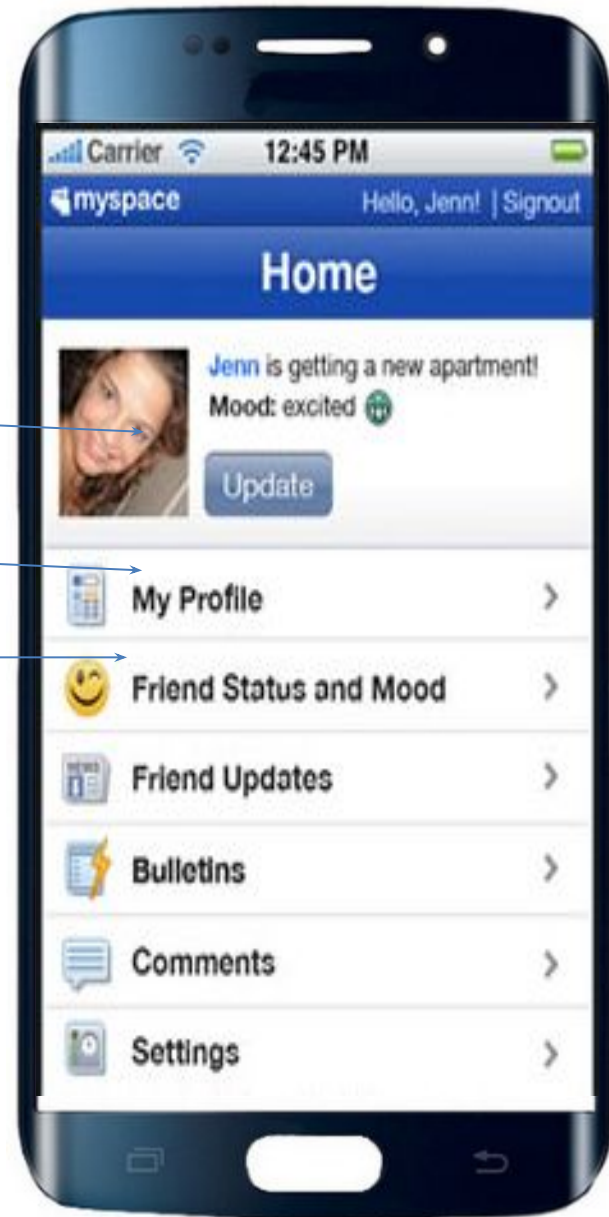 Carrier 12:45 PM
myspace Hello, Jenn! | Signout
Home
Jenn is getting a new apartment!
Mood: excited
Update
My Profile
Friend Status and Mood
NEWS
Friend Updates
Bulletins
Comments
Settings